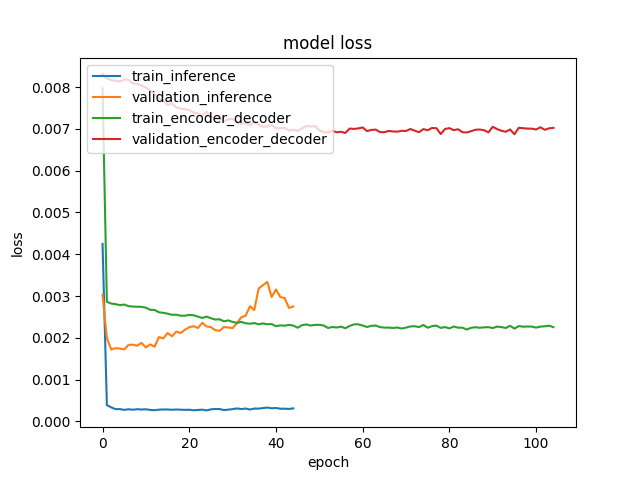 model loss
train_inference
validation_inference
train_encoder_decoder
validation_encoder_decoder
0.008
0.007
0.006
0.005
0.004
0.003
0.002
0.001
0.000
loss
0 20 40 60 80 100
epoch